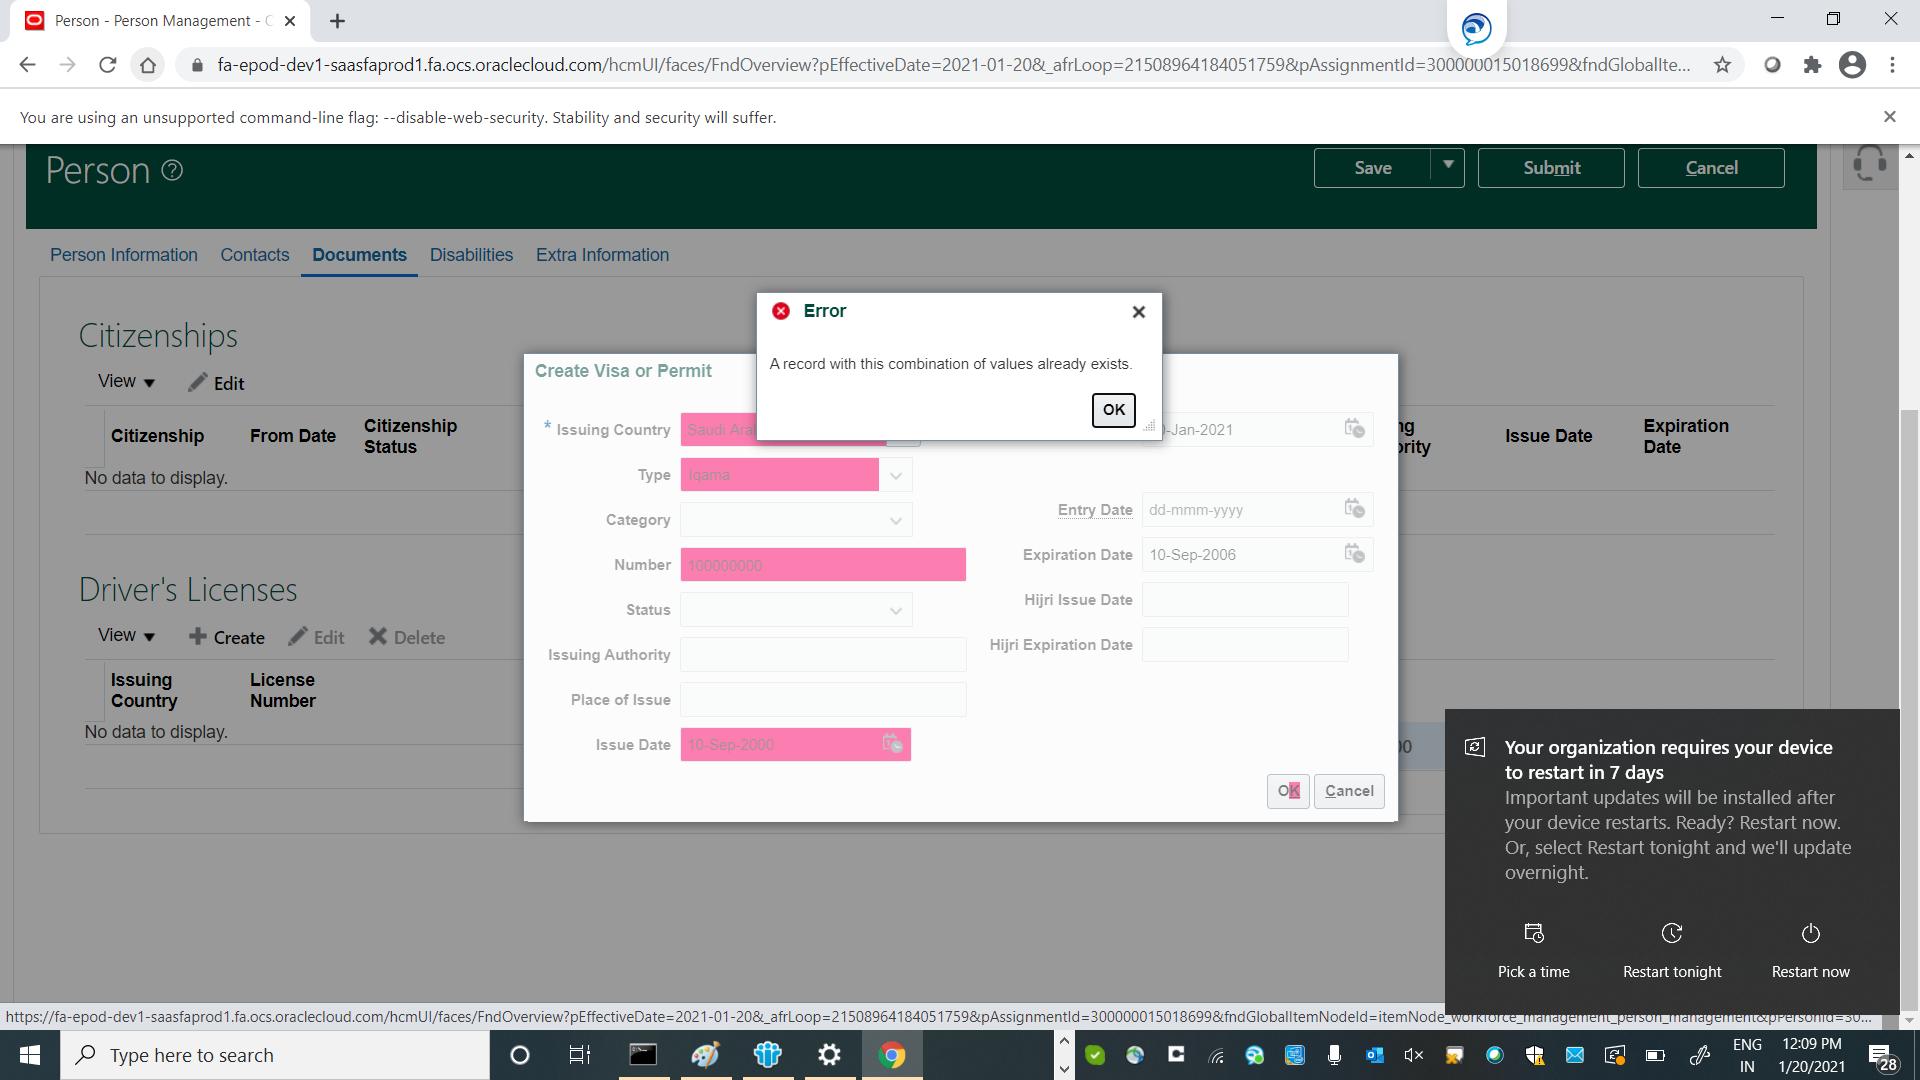 Person - Person Management -
fa-epod-dev1-saasfaprod1.fa.ocs.oraclecloud.com/hcmUI/faces/FndOverview?pEffectiveDate=2021-01-20&_afrLoop=21508964184051759&pAssignmentId=300000015018699&fndGlobalIte...
You are using an unsupported command-line flag: --disable-web-security. Stability and security will suffer.
Person
Save
Submit
Cancel
Person Information
Contacts
Documents
Disabilities
Extra Information
Error
A record with this combination of values already exists.
OK
Citizenships
View
Edit
Citizenship
From Date
Citizenship
Status
No data to display.
Issue Date
Expiration
Date
Driver's Licenses
View
Create
Edit
Delete
Issuing
Country
License
Number
No data to display.
Create Visa or Permit
* Issuing Country
Saudi Ara
Type
Iqama
Category
Number
100000000
Status
Issuing Authority
Place of Issue
Issue Date
10-Sep-2000
-Jan-2021
Entry Date
dd-mmm-yyyy
Expiration Date
10-Sep-2006
Hijri Issue Date
Hijri Expiration Date
OK
Cancel
Your organization requires your device
to restart in 7 days
Important updates will be installed after
your device restarts. Ready? Restart now.
Or, select Restart tonight and we'll update
overnight.
Pick a time
Restart tonight
Restart now
https://fa-epod-dev1-saasfaprod1.fa.ocs.oraclecloud.com/hcmUI/faces/FndOverview?pEffectiveDate=2021-01-20&_afrLoop=21508964184051759&pAssignmentId=300000015018699&fndGlobalItemNodeId=itemNode_workforce_management_person_management&pPersonId=30...
Type here to search
ENG
IN
12:09 PM
1/20/2021
28